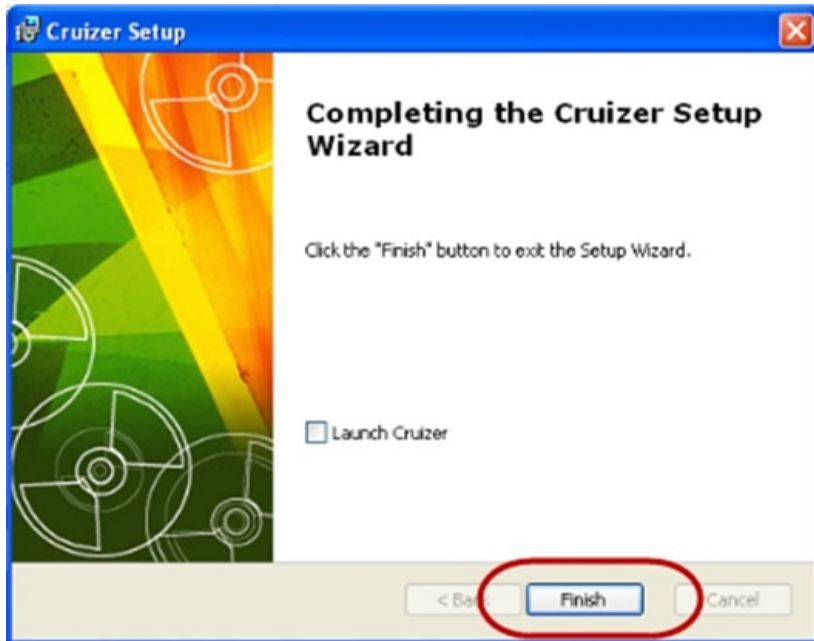 Cruizer Setup
Completing the Cruizer Setup
Wizard
Click the "Finish" button to exit the Setup Wizard.
Launch Cruizer
< Back Finish Cancel